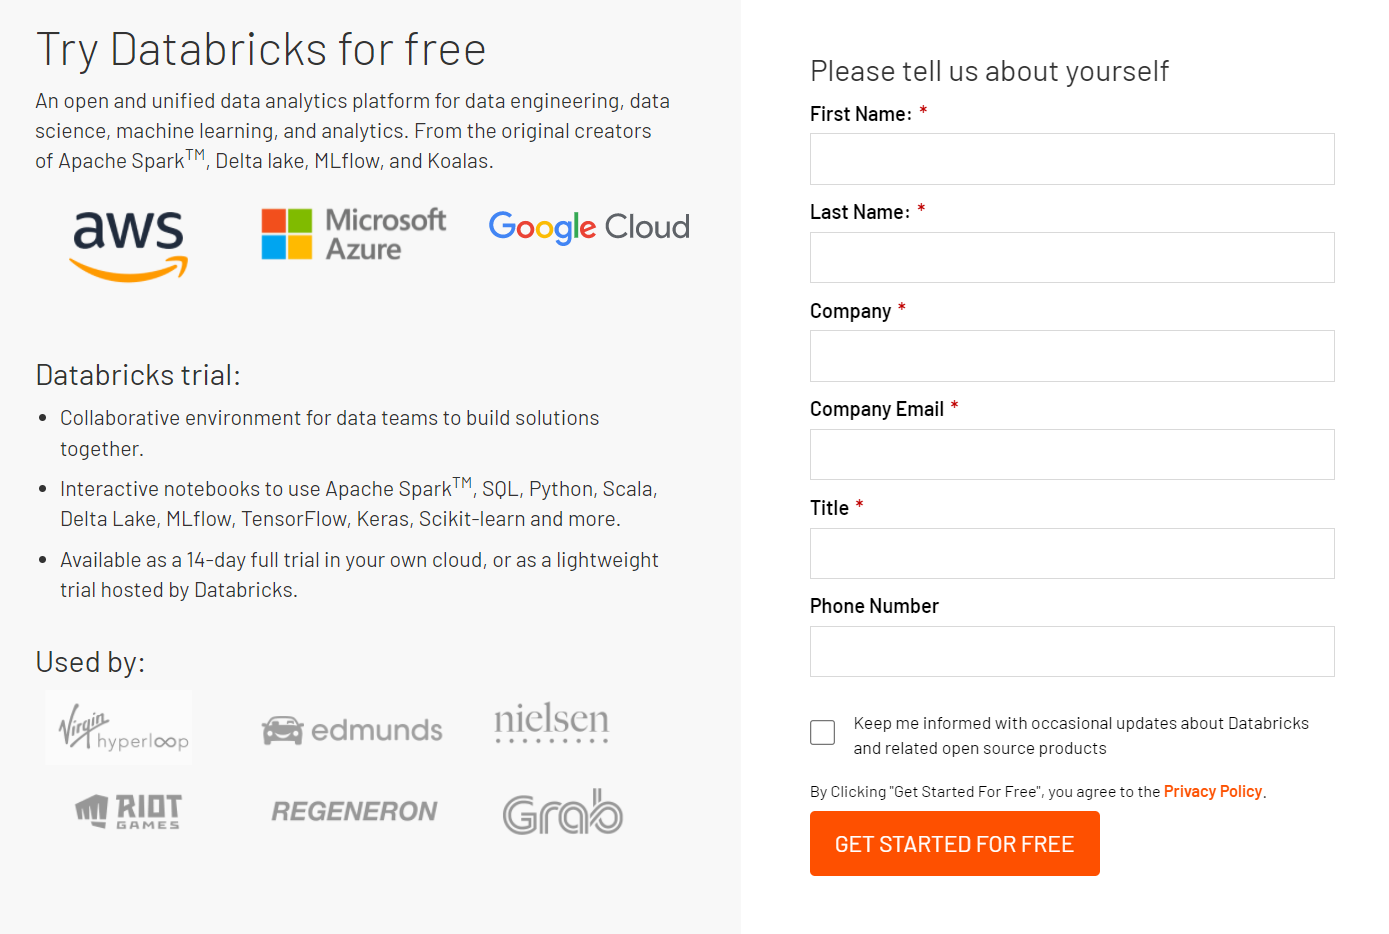 Try Databricks for free
An open and unified data analytics platform for data engineering, data
science, machine learning, and analytics. From the original creators
of Apache Spark™, Delta lake, MLflow, and Koalas.
aws
Microsoft
Azure
Google Cloud
Databricks trial:
• Collaborative environment for data teams to build solutions
together.
• Interactive notebooks to use Apache Spark™, SQL, Python, Scala,
Delta Lake, MLflow, TensorFlow, Keras, Scikit-learn and more.
• Available as a 14-day full trial in your own cloud, or as a lightweight
trial hosted by Databricks.
Used by:
Virgin
hyperloop
edmunds
nielsen
RIOT
GAMES
REGENERON
Grab
Please tell us about yourself
First Name: *
Last Name: *
Company *
Company Email *
Title *
Phone Number
Keep me informed with occasional updates about Databricks
and related open source products
By Clicking "Get Started For Free", you agree to the Privacy Policy.
GET STARTED FOR FREE